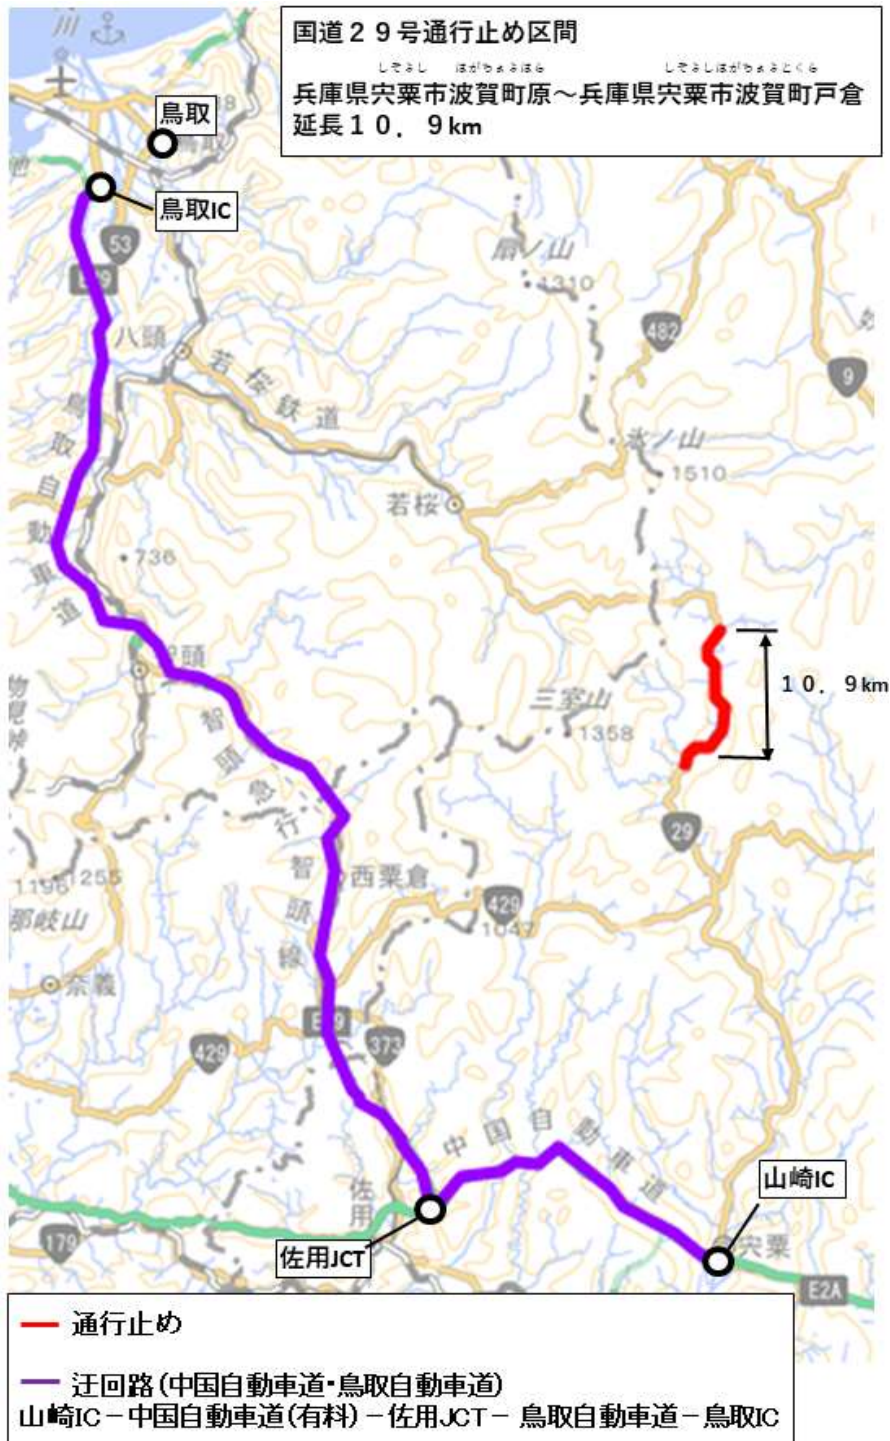 国道２９号通行止め区間
しそうし はがちょうはら しそうしはがちょうとくら
兵庫県宍粟市波賀町原～兵庫県宍粟市波賀町戸倉
延長１０．９km
鳥取
鳥取IC
53
八頭
若桜鉄道
鳥取自動車道
扇ノ山
1310
482
9
氷ノ山
1510
若桜
736
智頭急行智頭線
三室山
1358
１０．９km
29
物見峠
1196
1255
那岐山
西粟倉
429
1047
奈義
E29
429
373
中国自動車道
佐用
山崎IC
宍粟
179
佐用JCT
E2A
通行止め
迂回路(中国自動車道・鳥取自動車道)
山崎IC－中国自動車道(有料)－佐用JCT－ 鳥取自動車道－鳥取IC